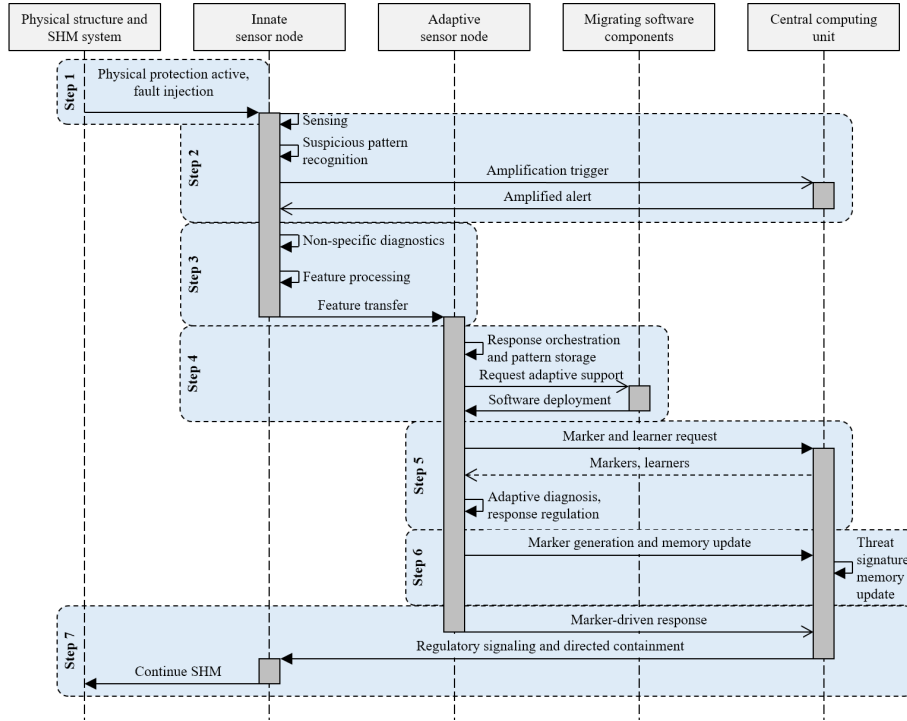 Physical structure and
SHM system
Innate
sensor node
Adaptive
sensor node
Migrating software
components
Central computing
unit
Step 1
Physical protection active,
fault injection
Step 2
Sensing
Suspicious pattern
recognition
Amplification trigger
Amplified alert
Step 3
Non-specific diagnostics
Feature processing
Feature transfer
Step 4
Response orchestration
and pattern storage
Request adaptive support
Software deployment
Step 5
Marker and learner request
Markers, learners
Adaptive diagnosis,
response regulation
Step 6
Marker generation and memory update
Threat
signature
memory
update
Step 7
Marker-driven response
Regulatory signaling and directed containment
Continue SHM